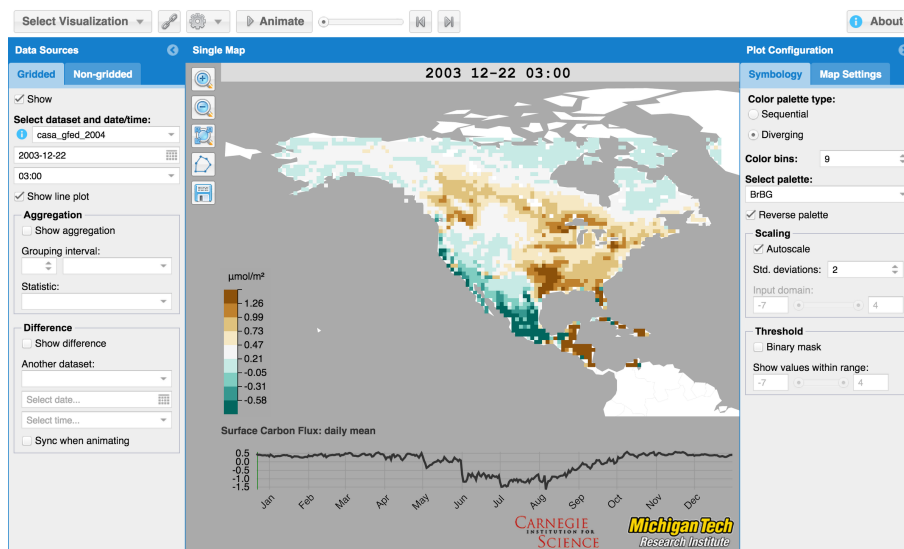 Select Visualization
Animate
About
Data Sources
Single Map
Plot Configuration
Gridded
Non-gridded
2003 12-22 03:00
Symbology
Map Settings
Show
Select dataset and date/time:
casa_gfed_2004
2003-12-22
03:00
Show line plot
Aggregation
Show aggregation
Grouping interval:
Statistic:
Difference
Show difference
Another dataset:
Select date...
Select time...
Sync when animating
µmol/m²
1.26
0.99
0.73
0.47
0.21
-0.05
-0.31
-0.58
Surface Carbon Flux: daily mean
0.5
0.0
-0.5
-1.0
-1.5
Jan Feb Mar Apr May Jun Jul Aug Sep Oct Nov Dec
CARNEGIE
INSTITUTION FOR
SCIENCE
MichiganTech
Research Institute
Color palette type:
Sequential
Diverging
Color bins: 9
Select palette:
BrBG
Reverse palette
Scaling
Autoscale
Std. deviations: 2
Input domain:
-7 4
Threshold
Binary mask
Show values within range:
-7 4